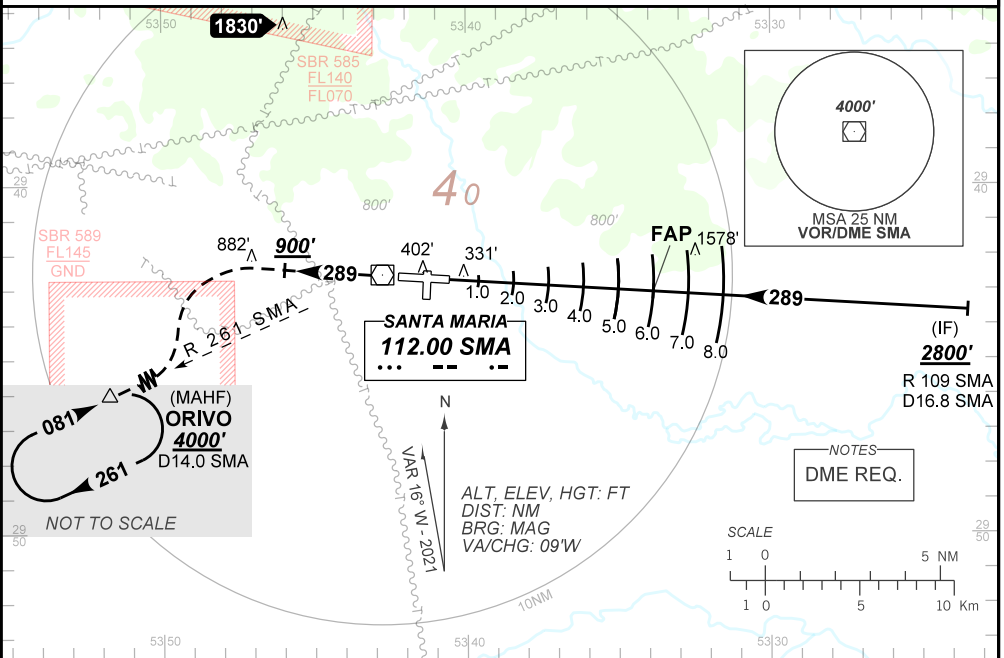 53 50
53 40
53 30
1830'
SBR 585
FL140
FL070
4000'
MSA 25 NM
VOR/DME SMA
29
40
29
40
40
800'
800'
SBR 589
FL145
GND
882'
900'
289
402'
331'
FAP
1578'
1.0
2.0
3.0
4.0
5.0
6.0
7.0
8.0
289
(IF)
2800'
R 109 SMA
D16.8 SMA
R 261 SMA
SANTA MARIA
112.00 SMA
(MAHF)
ORIVO
4000'
D14.0 SMA
081
261
NOT TO SCALE
N
VAR 16° W - 2021
ALT, ELEV, HGT: FT
DIST: NM
BRG: MAG
VA/CHG: 09'W
NOTES
DME REQ.
29
50
29
50
SCALE
1 0 5 NM
1 0 5 10 Km
10NM
53 50
53 40
53 30